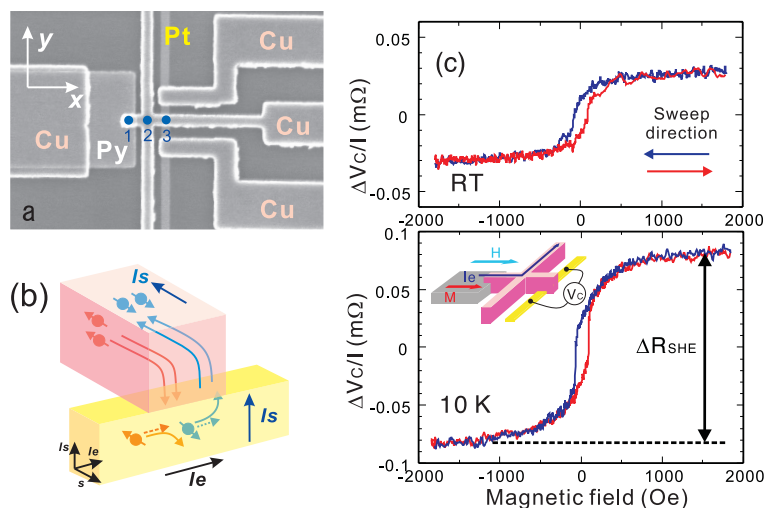 y
x
Pt
Cu
Cu
Py
1 2 3
Cu
Cu
a
(b)
Is
Is
Is
Ie
s
Ie
(c)
ΔVC/I (mΩ)
0.05
0
-0.05
-2000 -1000 0 1000 2000
RT
Sweep
direction
ΔVC/I (mΩ)
0.1
0.050
0
-0.050
-0.1
-2000 -1000 0 1000 2000
H
Ie
M
VC
ΔRSHE
10 K
Magnetic field (Oe)